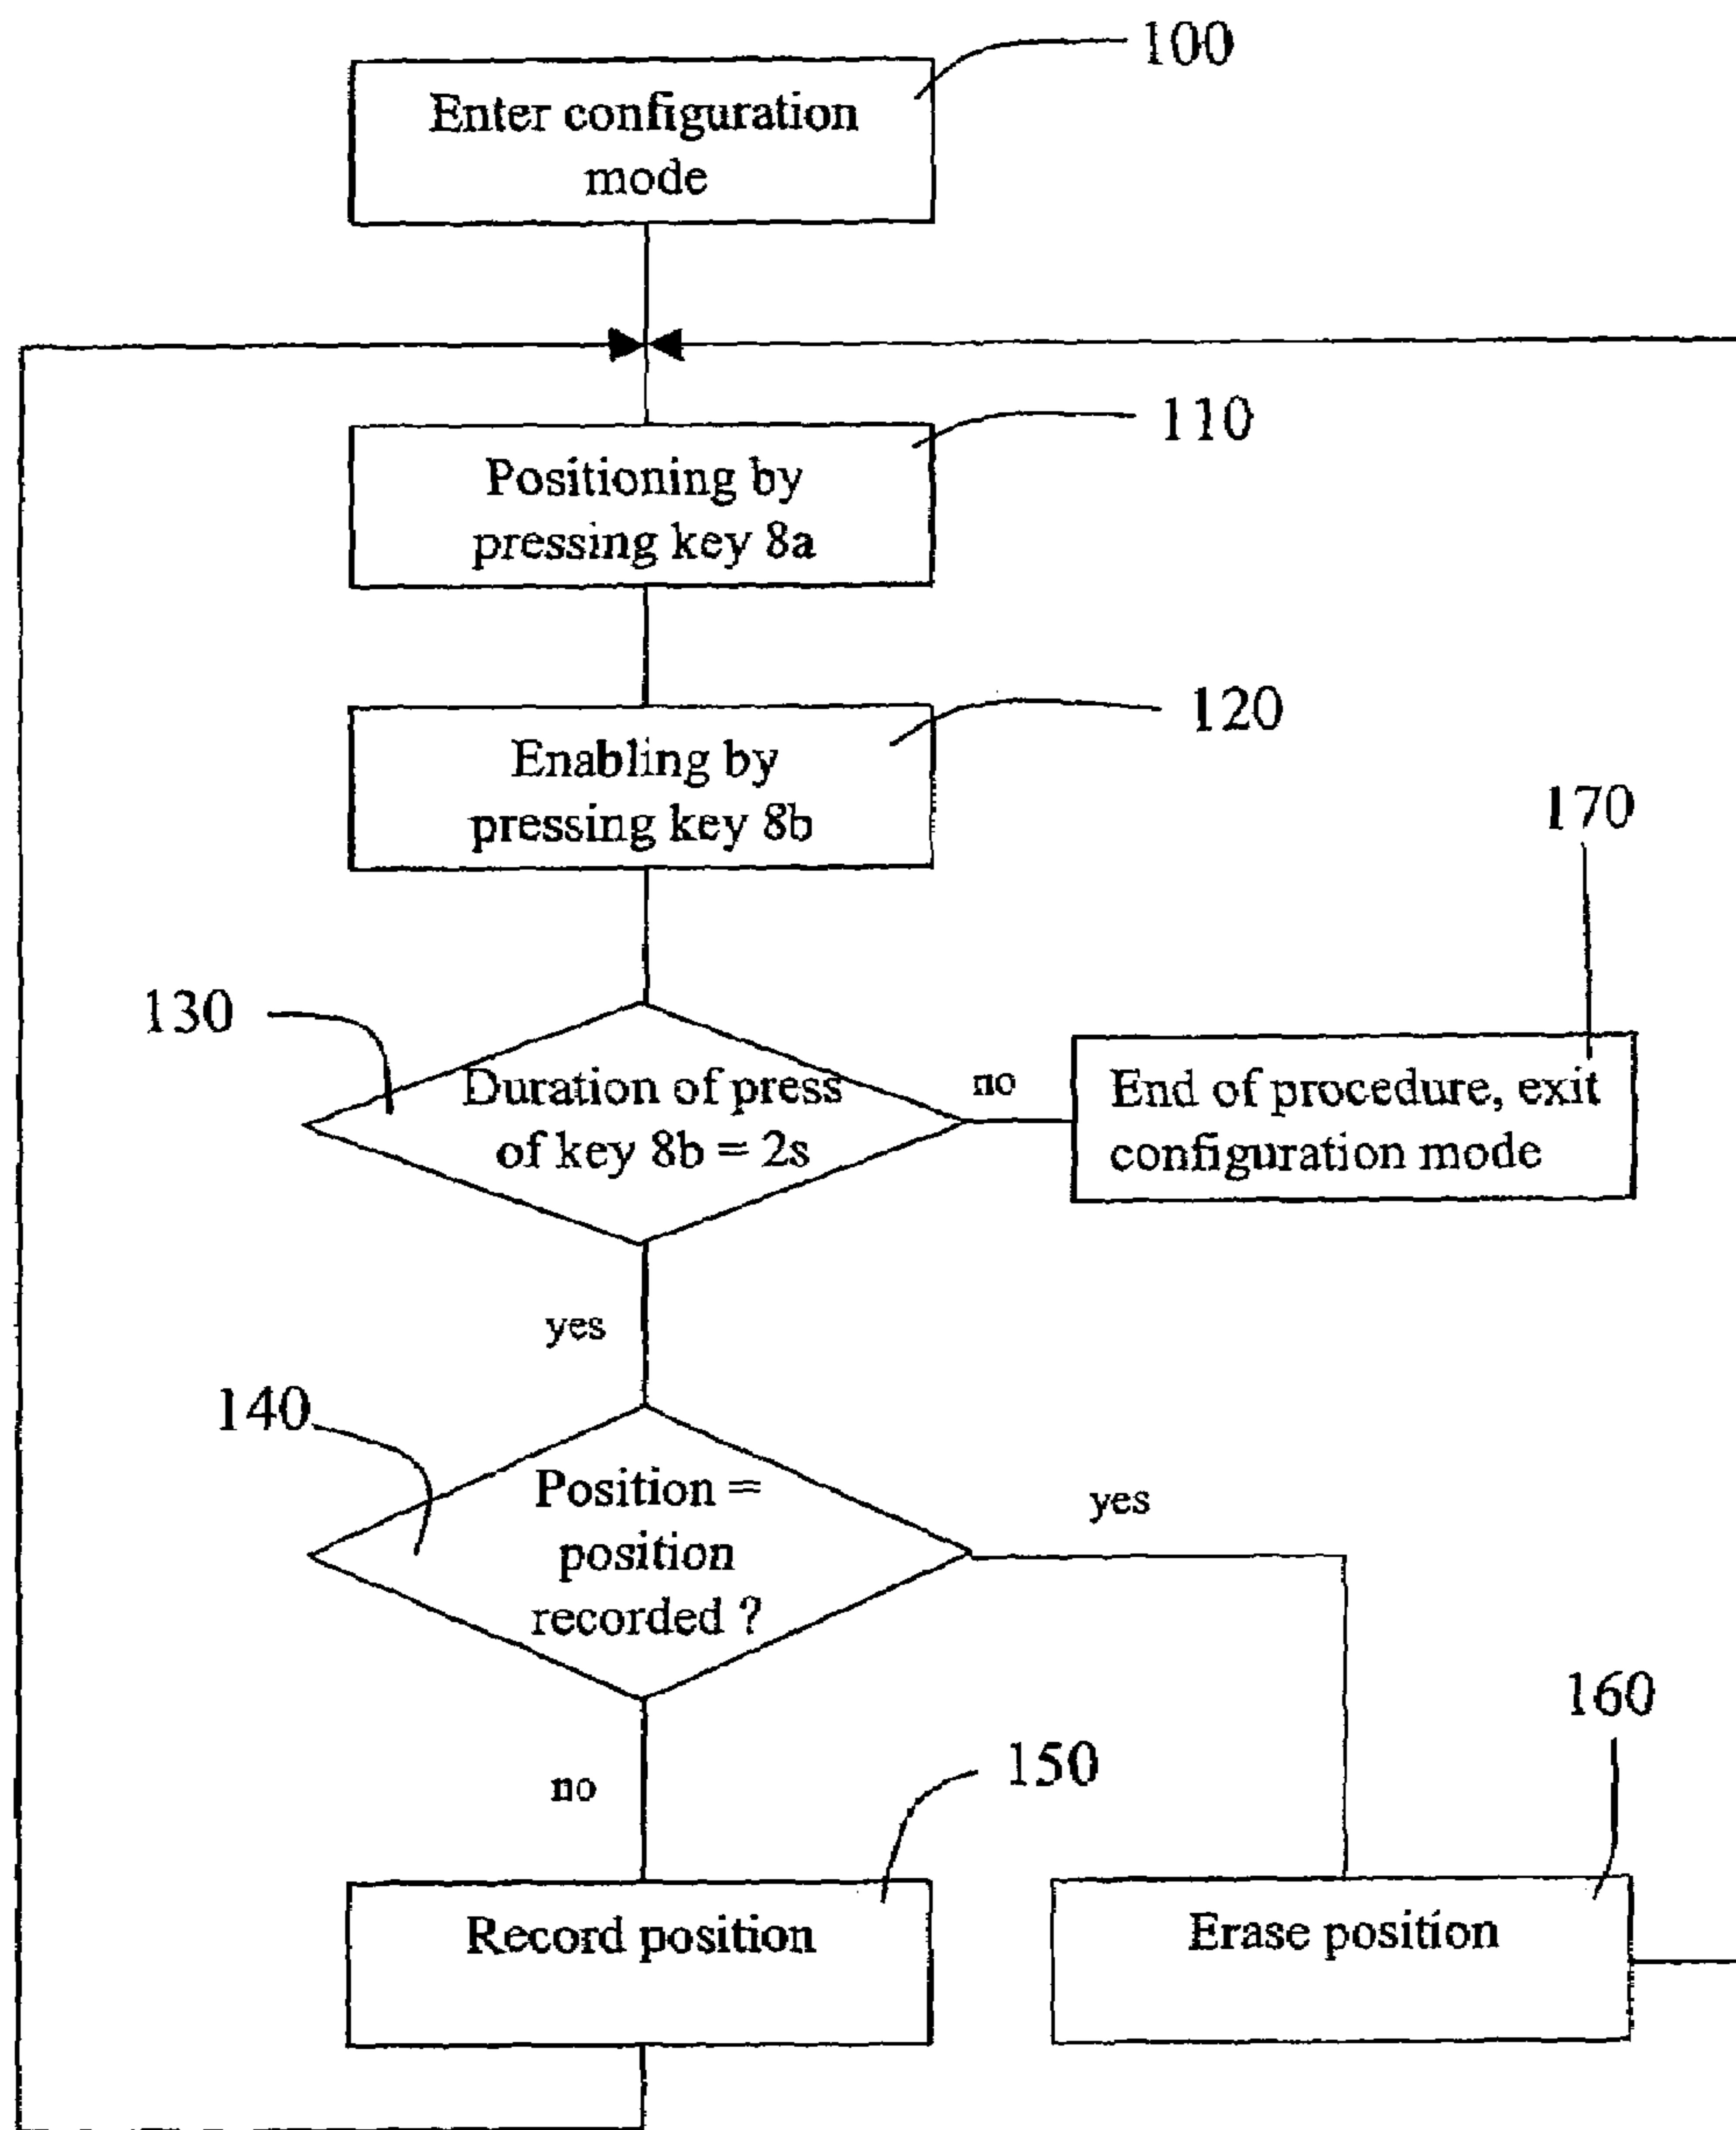 100
Enter configuration
mode
110
Positioning by
pressing key 8a
120
Enabling by
pressing key 8b
170
130
Duration of press
of key 8b = 2s
no
End of procedure, exit
configuration mode
yes
140
Position =
position
recorded ?
yes
160
150
no
Record position
Erase position